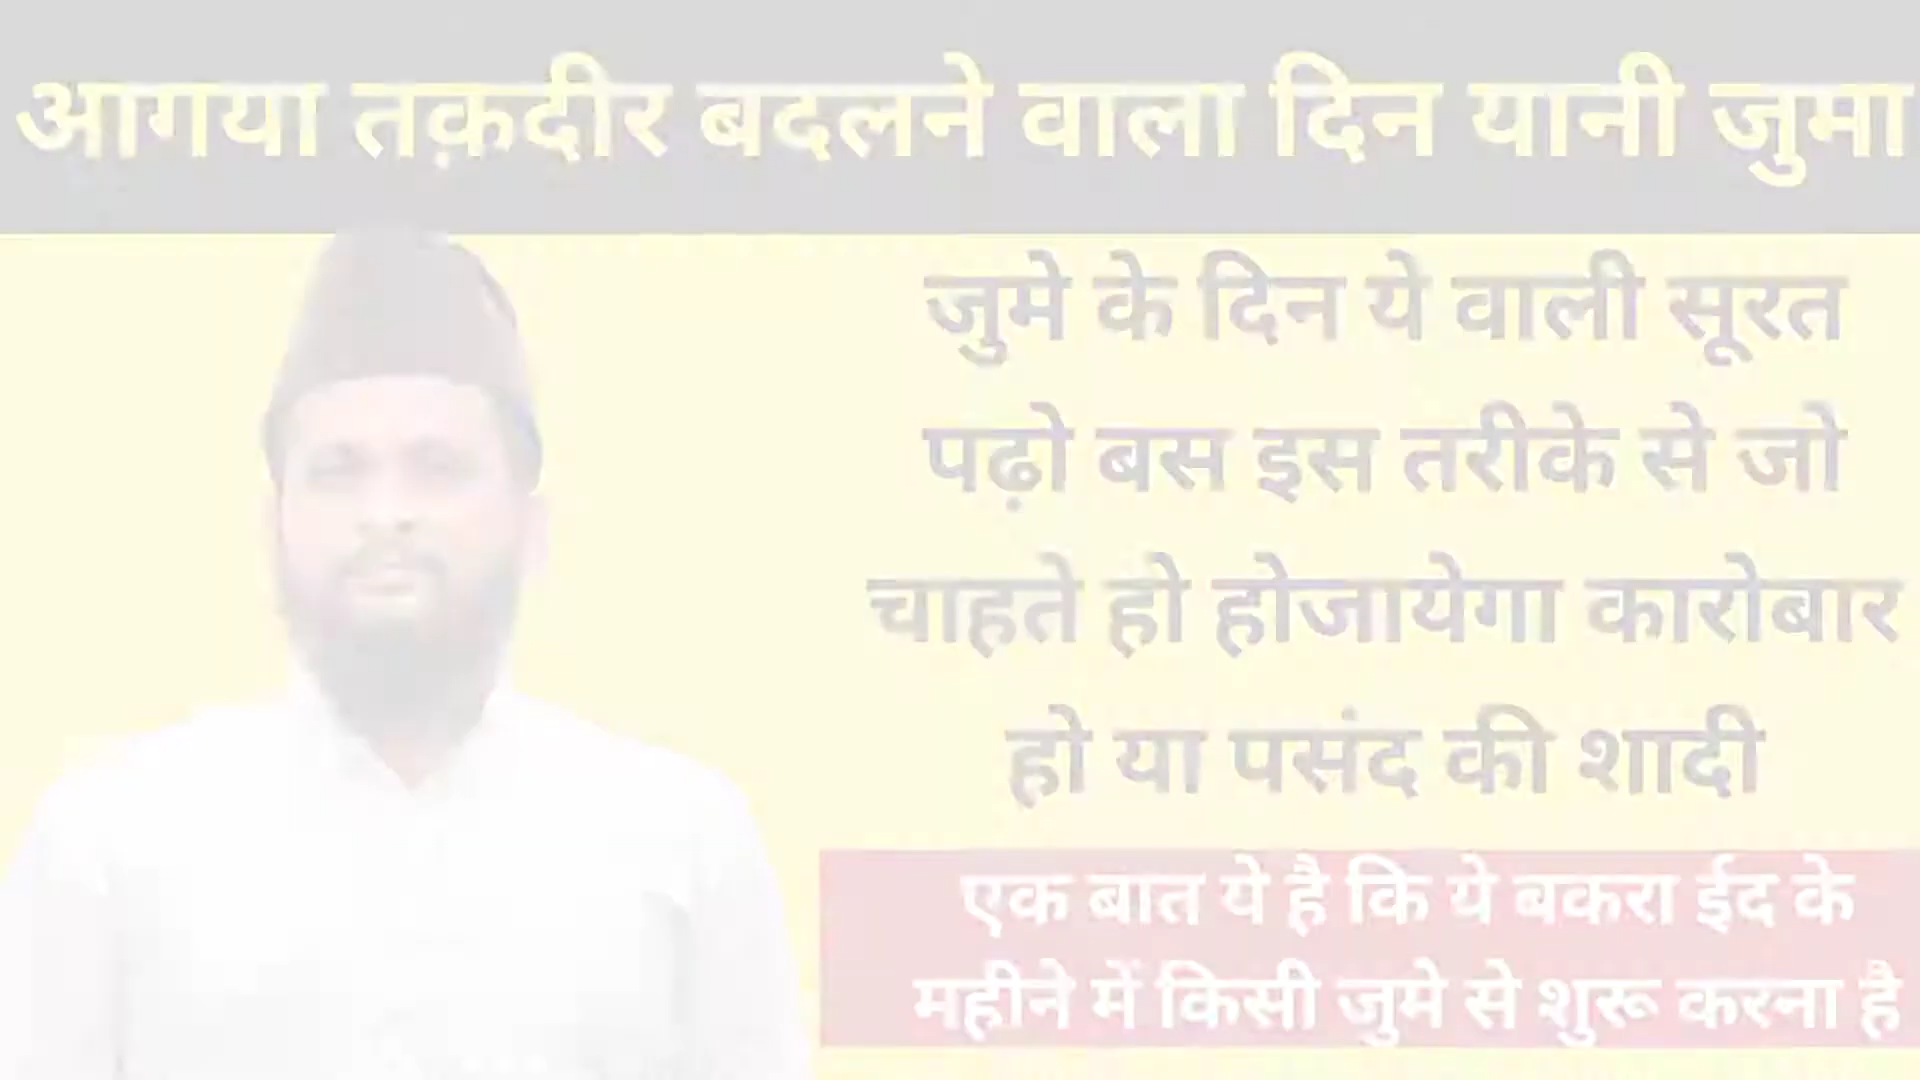 आगया तक़दीर बदलने वाला दिन यानी जुमा
जुमे के दिन ये वाली सूरत
पढ़ो बस इस तरीके से जो
चाहते हो होजायेगा कारोबार
हो या पसंद की शादी
एक बात ये है कि ये बकरा ईद के
महीने में किसी जुमे से शुरू करना है